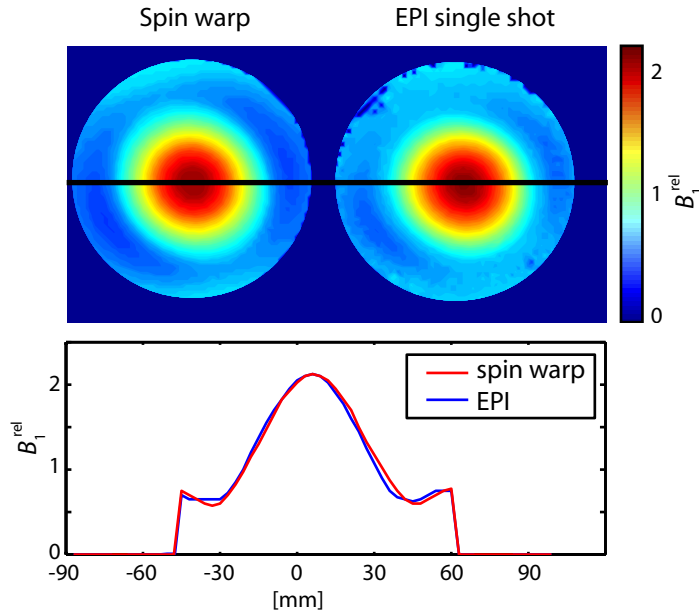 Spin warp EPI single shot
2
1
0
B₁ʳᵉˡ
2
1
0
B₁ʳᵉˡ
spin warp
EPI
-90 -60 -30 0 30 60 90
[mm]